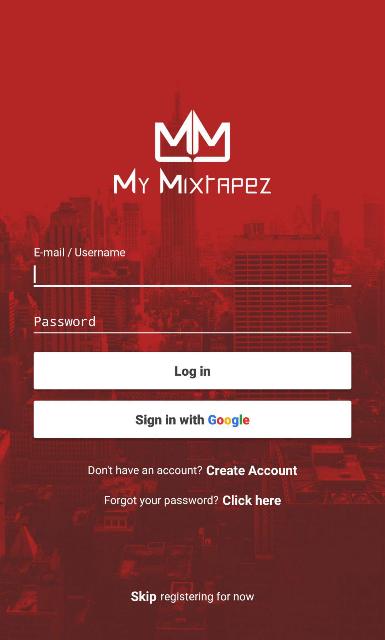 MY MIXTAPEZ
E-mail / Username
Password
Log in
Sign in with Google
Don't have an account? Create Account
Forgot your password? Click here
Skip registering for now